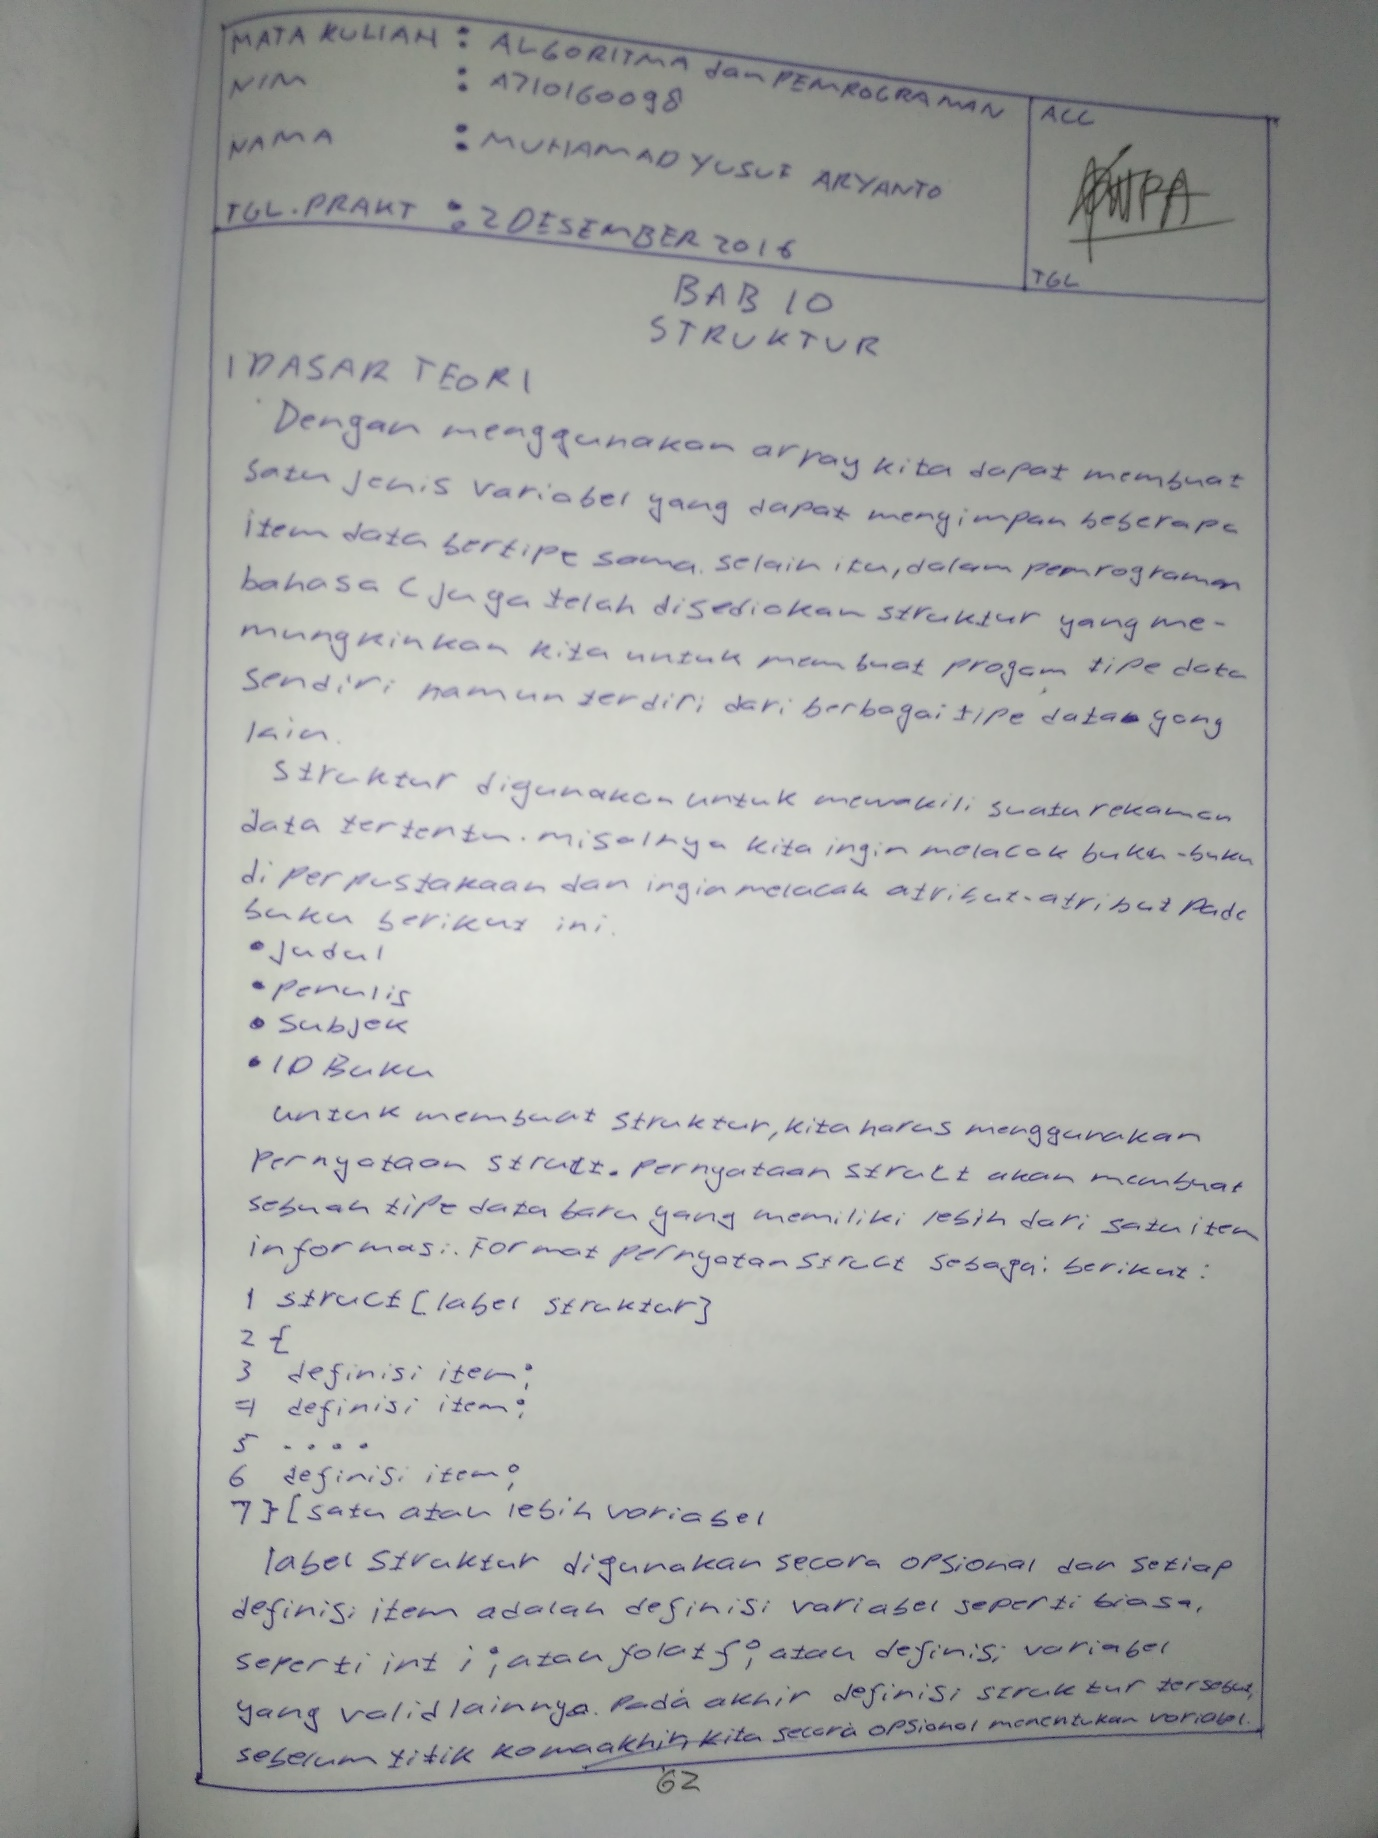 MATA KULIAH : ALGORITMA dan PEMROGRAMAN
NIM : A710160098
NAMA : MUHAMAD YUSUF ARYANTO
TGL. PRAKT : 2 DESEMBER 2016
ACC
TGL
BAB 10
STRUKTUR
1 DASAR TEORI
Dengan menggunakan array kita dapat membuat
satu jenis variabel yang dapat mengimpan beberapa
item data bertipe sama. selain itu, dalam pemrograman
bahasa C juga telah disediakan struktur yang me-
mungkinkan kita untuk membuat progam tipe data
sendiri namun terdiri dari berbagai tipe data yang
lain.
struktur digunakan untuk mewakili suatu rekaman
data tertentu. misalnya kita ingin melacak buku-buku
di perpustakaan dan ingin melacak atribut-atribut pada
buku berikut ini.
• judul
• penulis
• Subjek
• ID Buku
untuk membuat struktur, kita harus menggunakan
pernyataan struct. pernyataan struct akan membuat
sebuah tipe data baru yang memiliki lebih dari satu item
informasi. Format pernyatan struct sebagai berikut :
1 struct [label struktur]
2 {
3 definisi item;
4 definisi item;
5 ....
6 definisi item;
7 } [satu atau lebih variabel
label struktur digunakan secara opsional dan setiap
definisi item adalah definisi variabel seperti biasa,
seperti int i; atau folat f; atau definisi variabel
yang valid lainnya. Pada akhir definisi struktur tersebut,
sebelum titik koma akhir, kita secara opsional menentukan variabel.
62